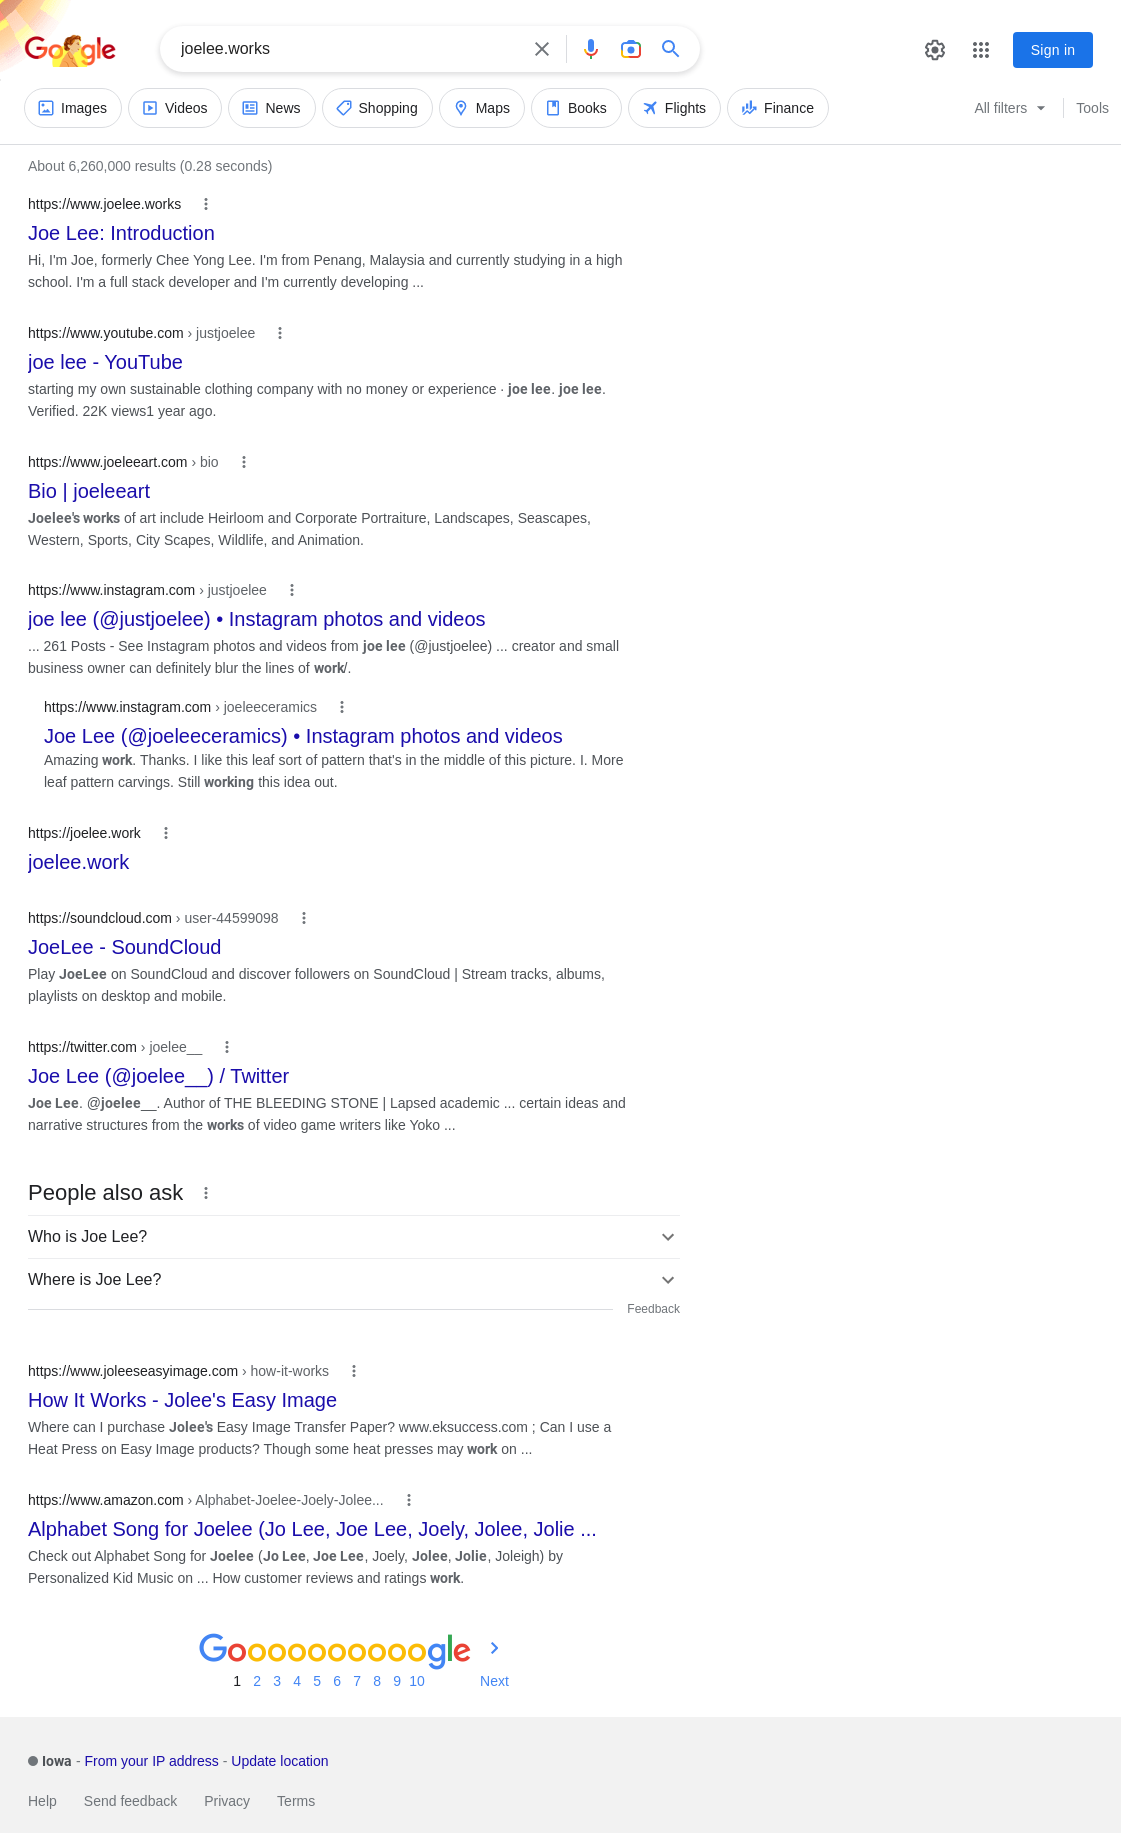 Google
joelee.works
Sign in
Images
Videos
News
Shopping
Maps
Books
Flights
Finance
All filters
Tools
About 6,260,000 results (0.28 seconds)
https://www.joelee.works
Joe Lee: Introduction
Hi, I'm Joe, formerly Chee Yong Lee. I'm from Penang, Malaysia and currently studying in a high
school. I'm a full stack developer and I'm currently developing ...
https://www.youtube.com › justjoelee
joe lee - YouTube
starting my own sustainable clothing company with no money or experience · joe lee. joe lee.
Verified. 22K views1 year ago.
https://www.joeleeart.com › bio
Bio | joeleeart
Joelee's works of art include Heirloom and Corporate Portraiture, Landscapes, Seascapes,
Western, Sports, City Scapes, Wildlife, and Animation.
https://www.instagram.com › justjoelee
joe lee (@justjoelee) • Instagram photos and videos
... 261 Posts - See Instagram photos and videos from joe lee (@justjoelee) ... creator and small
business owner can definitely blur the lines of work/.
https://www.instagram.com › joeleeceramics
Joe Lee (@joeleeceramics) • Instagram photos and videos
Amazing work. Thanks. I like this leaf sort of pattern that's in the middle of this picture. I. More
leaf pattern carvings. Still working this idea out.
https://joelee.work
joelee.work
https://soundcloud.com › user-44599098
JoeLee - SoundCloud
Play JoeLee on SoundCloud and discover followers on SoundCloud | Stream tracks, albums,
playlists on desktop and mobile.
https://twitter.com › joelee__
Joe Lee (@joelee__) / Twitter
Joe Lee. @joelee__. Author of THE BLEEDING STONE | Lapsed academic ... certain ideas and
narrative structures from the works of video game writers like Yoko ...
People also ask
Who is Joe Lee?
Where is Joe Lee?
Feedback
https://www.joleeseasyimage.com › how-it-works
How It Works - Jolee's Easy Image
Where can I purchase Jolee's Easy Image Transfer Paper? www.eksuccess.com ; Can I use a
Heat Press on Easy Image products? Though some heat presses may work on ...
https://www.amazon.com › Alphabet-Joelee-Joely-Jolee...
Alphabet Song for Joelee (Jo Lee, Joe Lee, Joely, Jolee, Jolie ...
Check out Alphabet Song for Joelee (Jo Lee, Joe Lee, Joely, Jolee, Jolie, Joleigh) by
Personalized Kid Music on ... How customer reviews and ratings work.
Goooooooooogle
1 2 3 4 5 6 7 8 9 10 Next
Iowa - From your IP address - Update location
Help Send feedback Privacy Terms